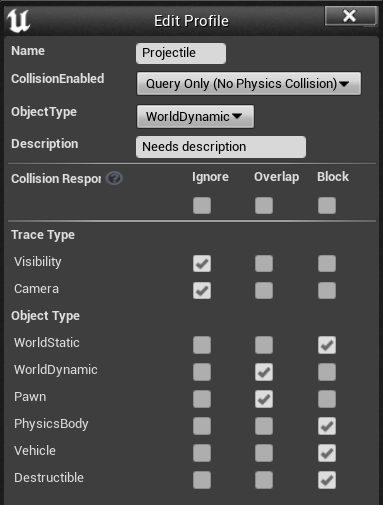 Edit Profile
Name Projectile
CollisionEnabled Query Only (No Physics Collision)
ObjectType WorldDynamic
Description Needs description
Collision Respon Ignore Overlap Block
Trace Type
Visibility
Camera
Object Type
WorldStatic
WorldDynamic
Pawn
PhysicsBody
Vehicle
Destructible